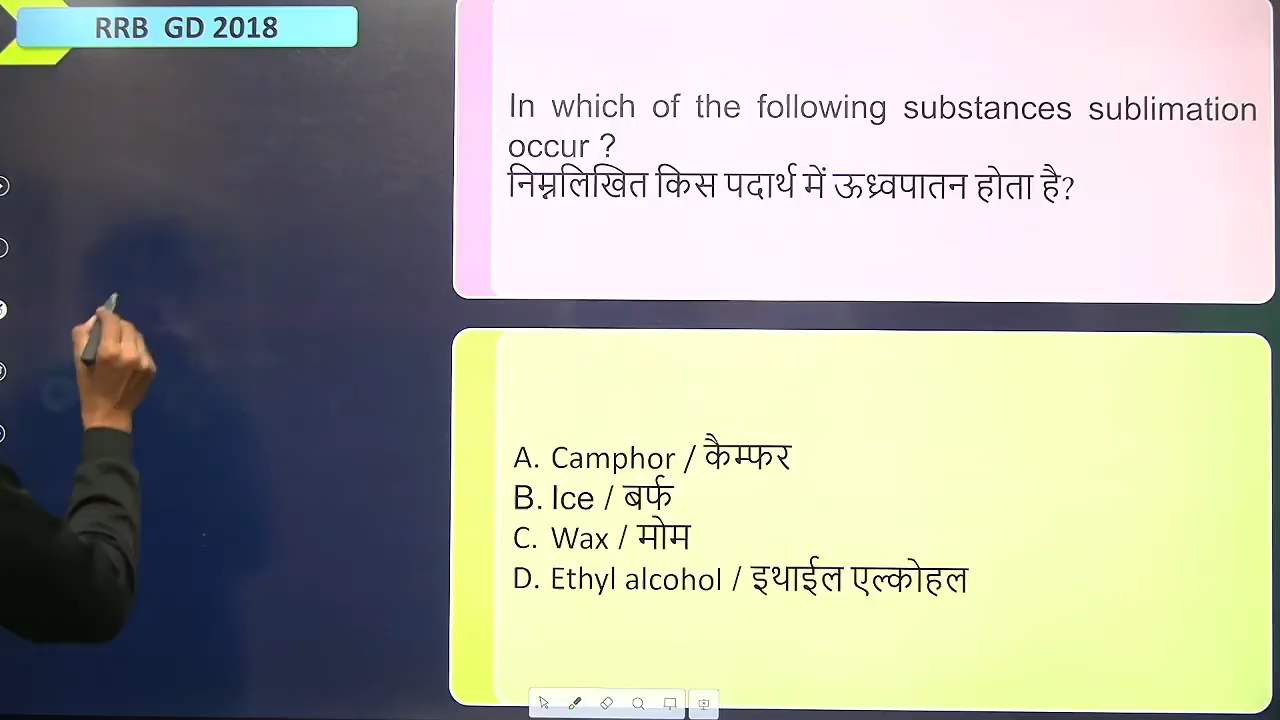 RRB GD 2018
In which of the following substances sublimation
occur ?
निम्नलिखित किस पदार्थ में ऊध्र्वपातन होता है?
A. Camphor / कैम्फर
B. Ice / बर्फ
C. Wax / मोम
D. Ethyl alcohol / इथाईल एल्कोहल